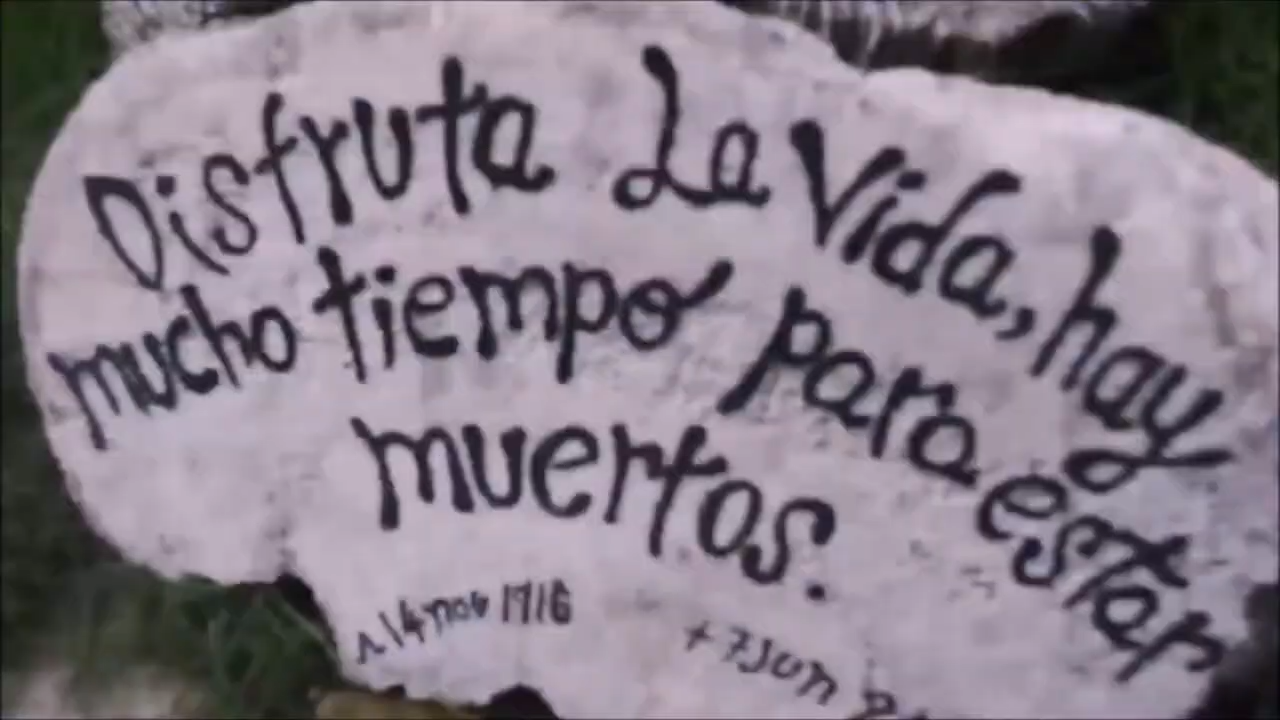 Disfruta La Vida, hay
mucho tiempo para estar
muertos.
n. 14 nov 1916
+ 7 Jun